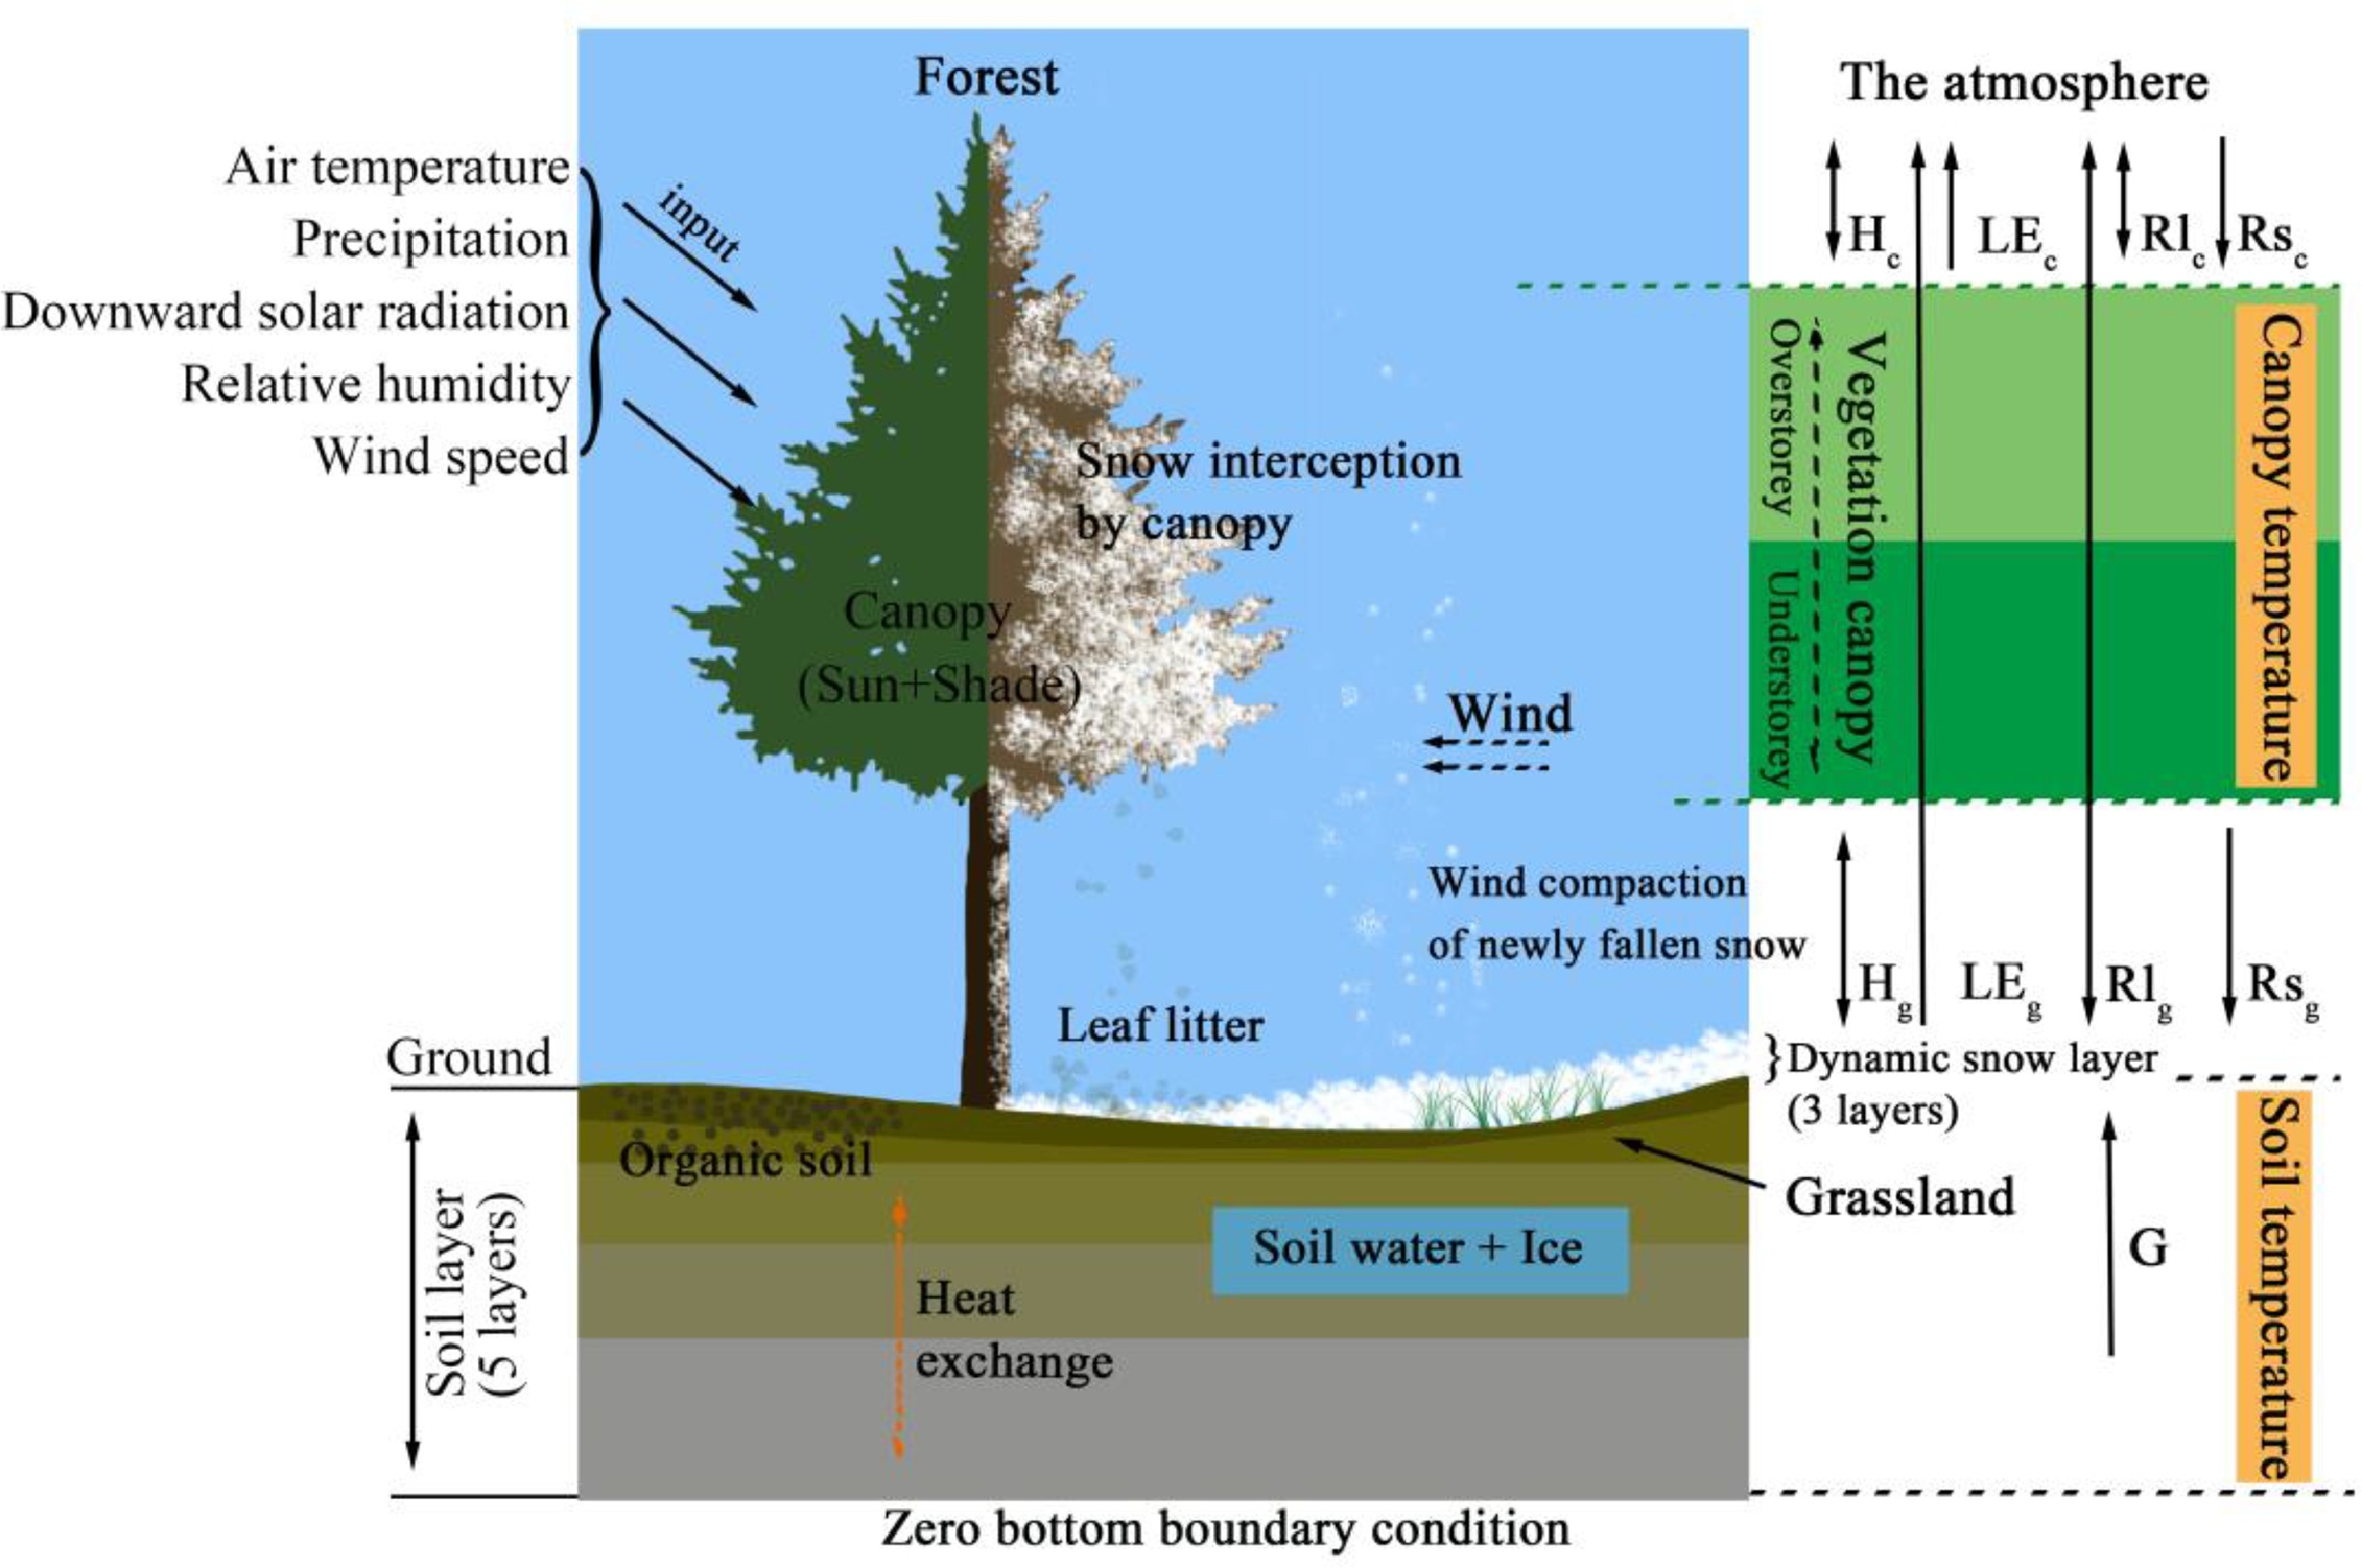 Forest
The atmosphere
Air temperature
Precipitation
Downward solar radiation
Relative humidity
Wind speed
input
H_c
LE_c
Rl_c
Rs_c
Snow interception
by canopy
Canopy
(Sun+Shade)
Overstorey
Understorey
Vegetation canopy
Canopy temperature
Wind
Wind compaction
of newly fallen snow
H_g
LE_g
Rl_g
Rs_g
Leaf litter
Ground
}Dynamic snow layer
(3 layers)
Organic soil
Grassland
Soil layer
(5 layers)
Soil water + Ice
G
Soil temperature
Heat
exchange
Zero bottom boundary condition